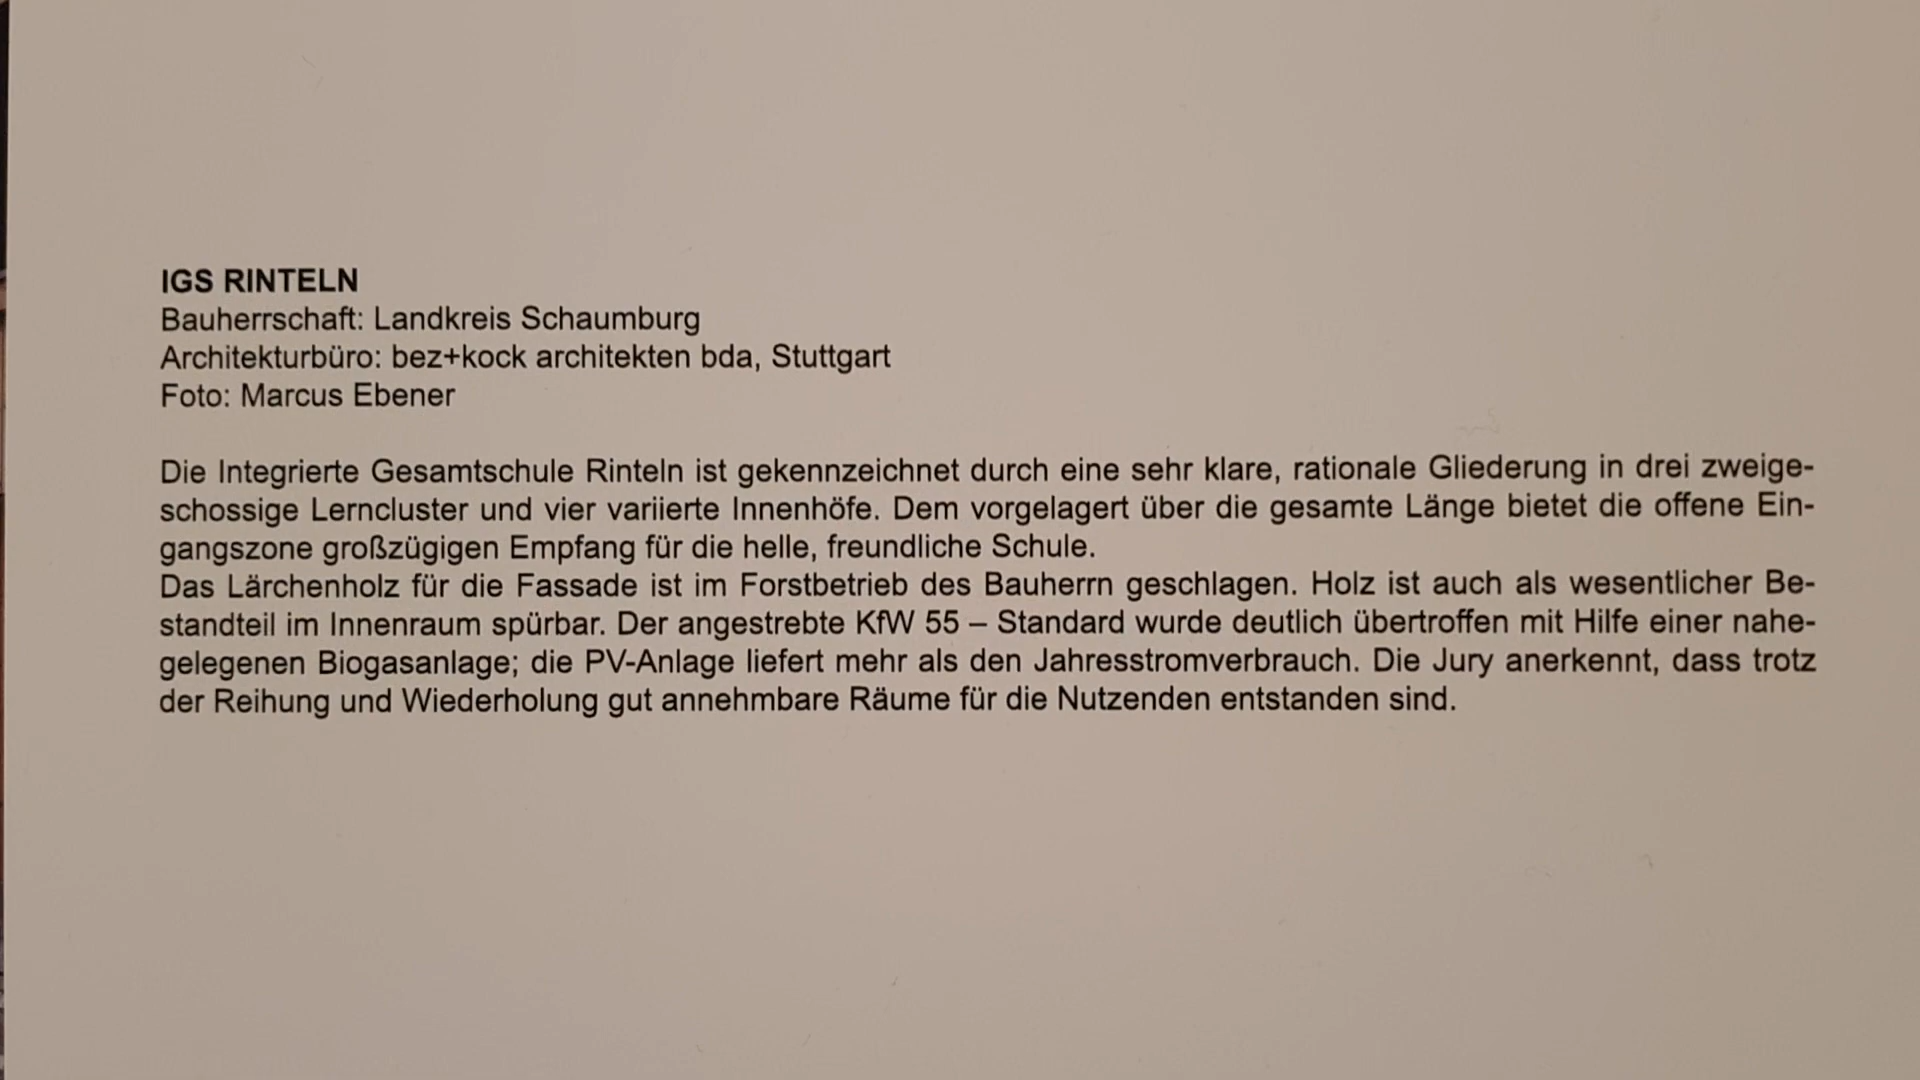 IGS RINTELN
Bauherrschaft: Landkreis Schaumburg
Architekturbüro: bez+kock architekten bda, Stuttgart
Foto: Marcus Ebener
Die Integrierte Gesamtschule Rinteln ist gekennzeichnet durch eine sehr klare, rationale Gliederung in drei zweige-
schossige Lerncluster und vier variierte Innenhöfe. Dem vorgelagert über die gesamte Länge bietet die offene Ein-
gangszone großzügigen Empfang für die helle, freundliche Schule.
Das Lärchenholz für die Fassade ist im Forstbetrieb des Bauherrn geschlagen. Holz ist auch als wesentlicher Be-
standteil im Innenraum spürbar. Der angestrebte KfW 55 – Standard wurde deutlich übertroffen mit Hilfe einer nahe-
gelegenen Biogasanlage; die PV-Anlage liefert mehr als den Jahresstromverbrauch. Die Jury anerkennt, dass trotz
der Reihung und Wiederholung gut annehmbare Räume für die Nutzenden entstanden sind.